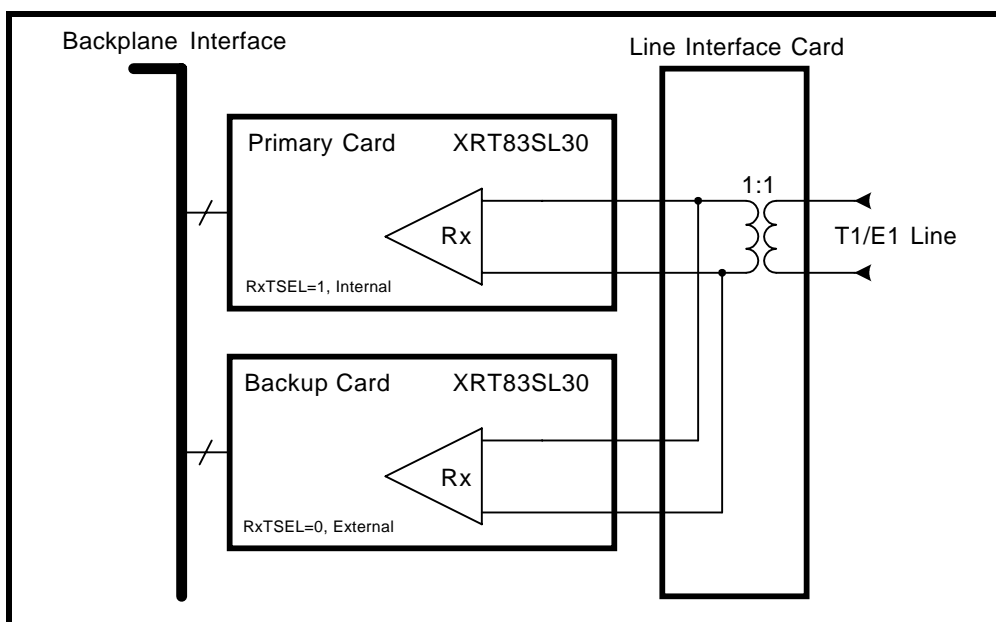 Backplane Interface
Line Interface Card
Primary Card XRT83SL30
1:1
Rx
T1/E1 Line
RxTSEL=1, Internal
Backup Card XRT83SL30
Rx
RxTSEL=0, External